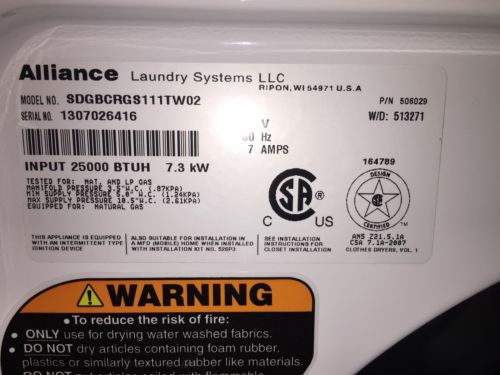 Alliance Laundry Systems LLC
RIPON, WI 54971 U.S.A
MODEL NO. SDGBCRGS111TW02
P/N 506029
SERIAL NO. 1307026416
W/D: 513271
V
60 Hz
7 AMPS
INPUT 25000 BTUH 7.3 kW
164789
TESTED FOR: NAT. AND LP GAS
MANIFOLD PRESSURE 3.5"W.C. (.87KPA)
MIN SUPPLY PRESSURE 5.0" W.C. (1.24KPA)
MAX SUPPLY PRESSURE 10.5"W.C. (2.61KPA)
EQUIPPED FOR: NATURAL GAS
DESIGN
CERTIFIED
C US
THIS APPLIANCE IS EQUIPPED
WITH AN INTERMITTENT TYPE
IGNITION DEVICE
ALSO SUITABLE FOR INSTALLATION IN
A MFD (MOBILE) HOME WHEN INSTALLED
WITH INSTALLATION KIT NO. 526P3
SEE INSTALLATION
INSTRUCTIONS FOR
CLOSET INSTALLATION
ANS Z21.5.1A
CSA 7.1A-2007
CLOTHES DRYERS, VOL. 1
WARNING
• To reduce the risk of fire:
• ONLY use for drying water washed fabrics.
• DO NOT dry articles containing foam rubber,
plastics or similarly textured rubber like materials.
• DO NOT